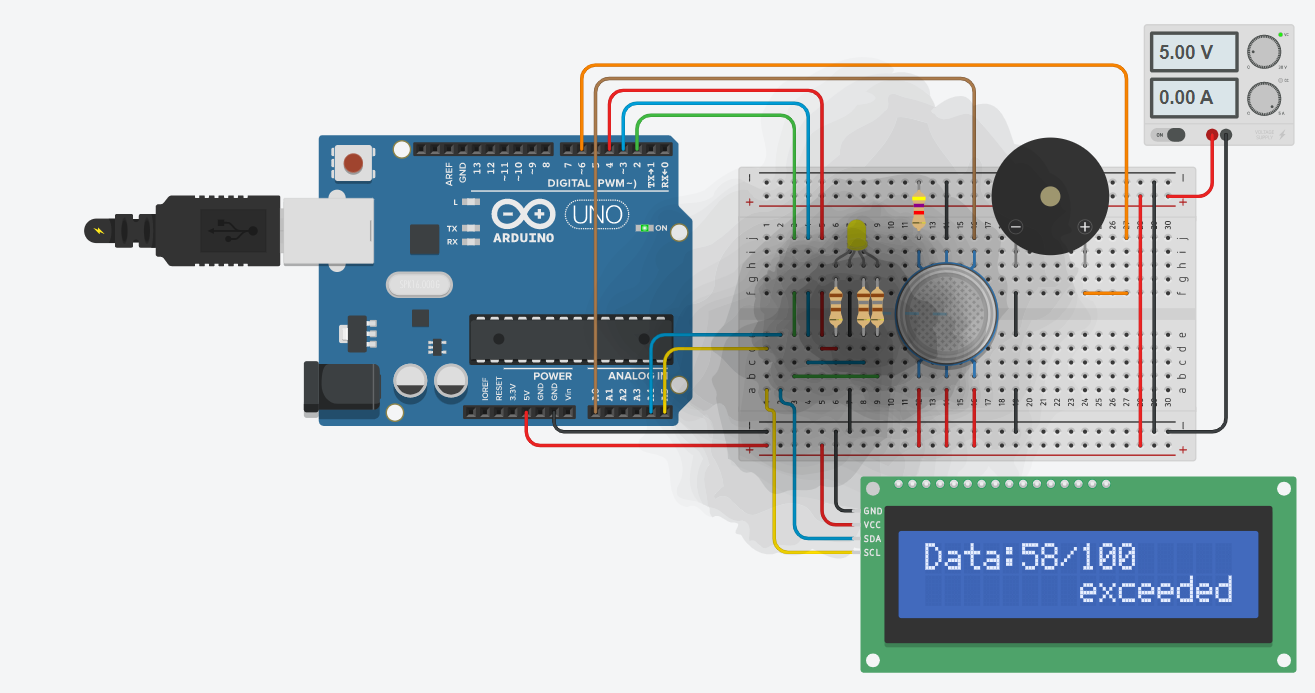 5.00 V
0.00 A
ON
AREF
GND
13
12
~11
~10
~9
8
7
~6
5
4
~3
2
TX→1
RX←0
DIGITAL (PWM~)
L
TX
RX
UNO
ARDUINO
ON
POWER
ANALOG IN
IOREF
RESET
3.3V
5V
GND
GND
Vin
A0
A1
A2
A3
GND
VCC
SDA
SCL
Data:58/100
exceeded